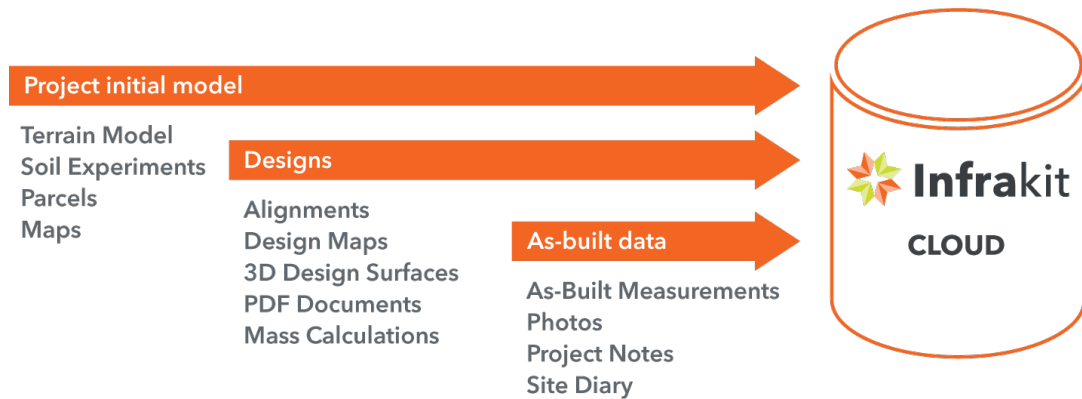 Project initial model
Terrain Model
Soil Experiments
Parcels
Maps
Designs
Alignments
Design Maps
3D Design Surfaces
PDF Documents
Mass Calculations
As-built data
As-Built Measurements
Photos
Project Notes
Site Diary
Infrakit
CLOUD